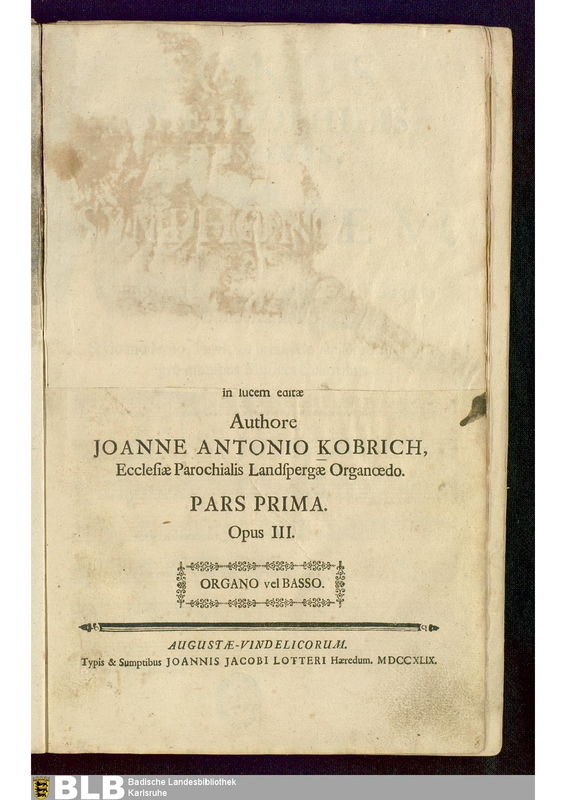 in lucem editæ
Authore
JOANNE ANTONIO KOBRICH,
Eccleſiæ Parochialis Landſpergæ Organœdo.
PARS PRIMA.
Opus III.
ORGANO vel BASSO.
AUGUSTÆ-VINDELICORUM.
Typis & Sumptibus JOANNIS JACOBI LOTTERI Hæredum. MDCCXLIX.
BLB Badische Landesbibliothek
Karlsruhe